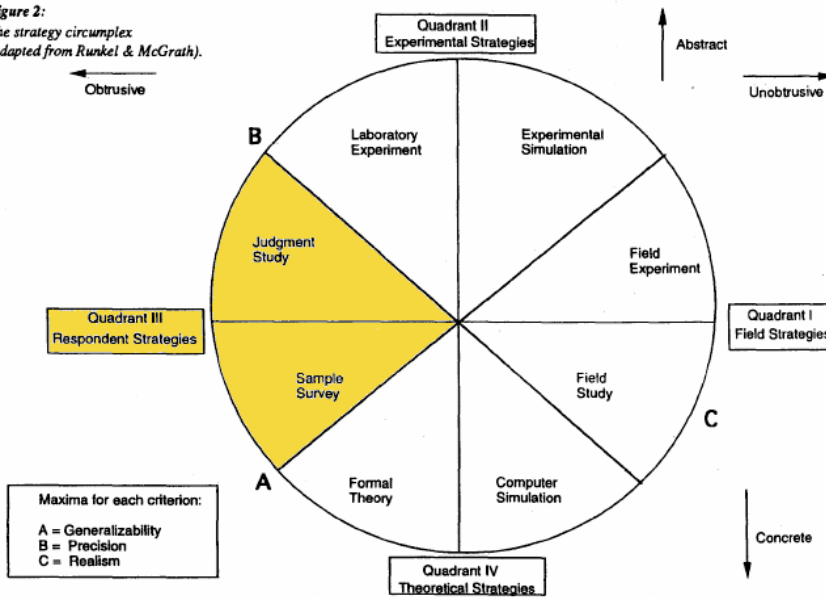 igure 2:
he strategy circumplex
adapted from Runkel & McGrath).
Obtrusive
Quadrant II
Experimental Strategies
Abstract
Unobtrusive
B
Laboratory
Experiment
Experimental
Simulation
Judgment
Study
Field
Experiment
Quadrant III
Respondent Strategies
Quadrant I
Field Strategies
Sample
Survey
Field
Study
C
A
Formal
Theory
Computer
Simulation
Maxima for each criterion:
A = Generalizability
B = Precision
C = Realism
Concrete
Quadrant IV
Theoretical Strategies